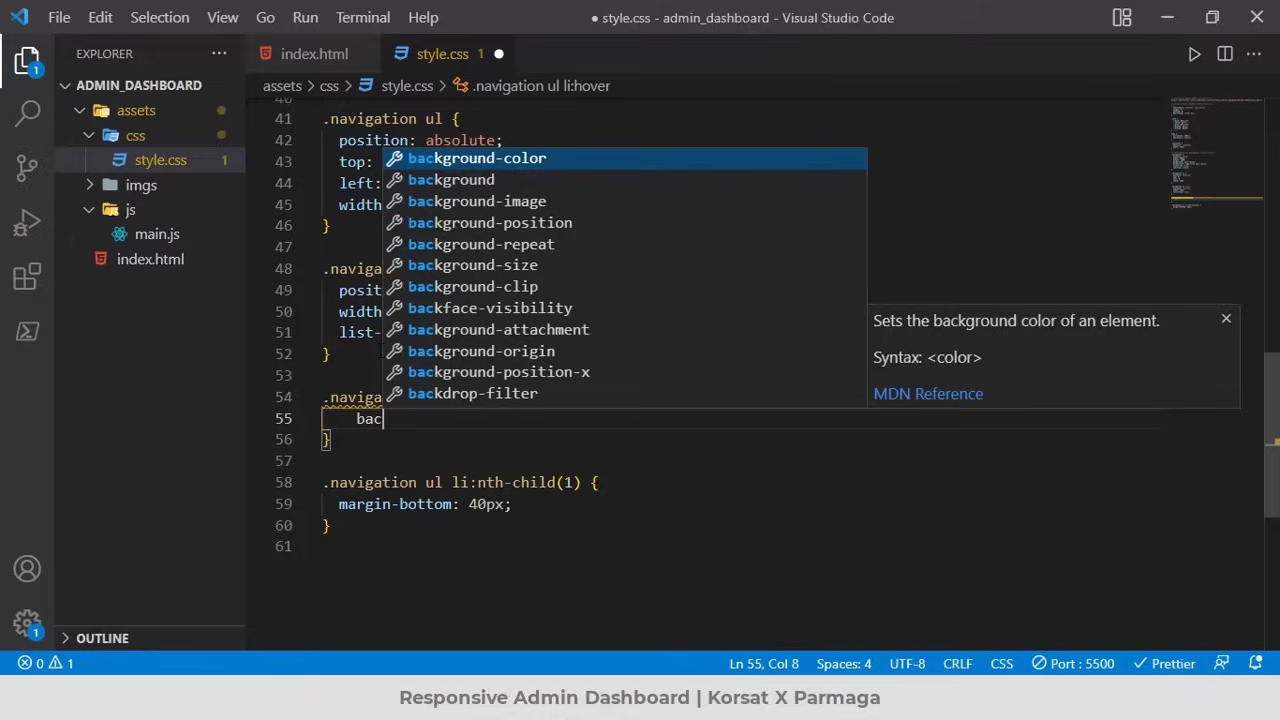 File Edit Selection View Go Run Terminal Help
● style.css - admin_dashboard - Visual Studio Code
EXPLORER
ADMIN_DASHBOARD
assets
css
style.css 1
imgs
js
main.js
index.html
OUTLINE
1
1
index.html
style.css 1
assets > css > style.css > .navigation ul li:hover
41 .navigation ul {
42 position: absolute;
43 top:
44 left:
45 width
46 }
47
48 .naviga
49 posit
50 width
51 list-
52 }
53
54 .naviga
55 bac
56 }
57
58 .navigation ul li:nth-child(1) {
59 margin-bottom: 40px;
60 }
61
background-color
background
background-image
background-position
background-repeat
background-size
background-clip
backface-visibility
background-attachment
background-origin
background-position-x
backdrop-filter
Sets the background color of an element.
Syntax: <color>
MDN Reference
0 1
Ln 55, Col 8 Spaces: 4 UTF-8 CRLF CSS Port : 5500 Prettier
Responsive Admin Dashboard | Korsat X Parmaga